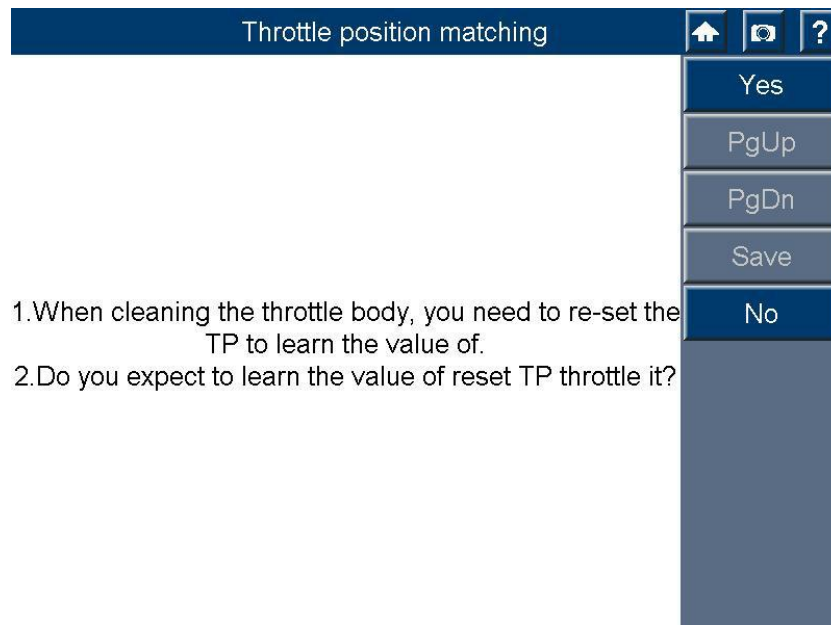 Throttle position matching
?
Yes
PgUp
PgDn
Save
No
1.When cleaning the throttle body, you need to re-set the
TP to learn the value of.
2.Do you expect to learn the value of reset TP throttle it?